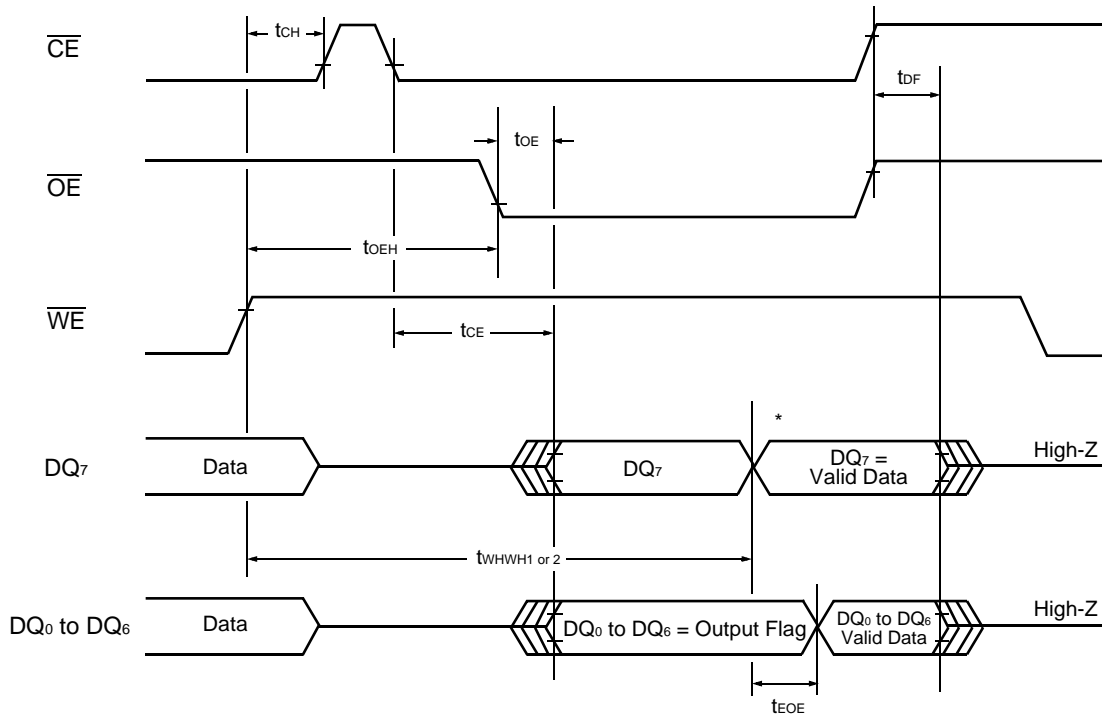 tCH
CE
tDF
tOE
OE
tOEH
WE
tCE
*
DQ7
Data
DQ7
DQ7 =
Valid Data
High-Z
tWHWH1 or 2
DQ0 to DQ6
Data
DQ0 to DQ6 = Output Flag
DQ0 to DQ6
Valid Data
High-Z
tEOE